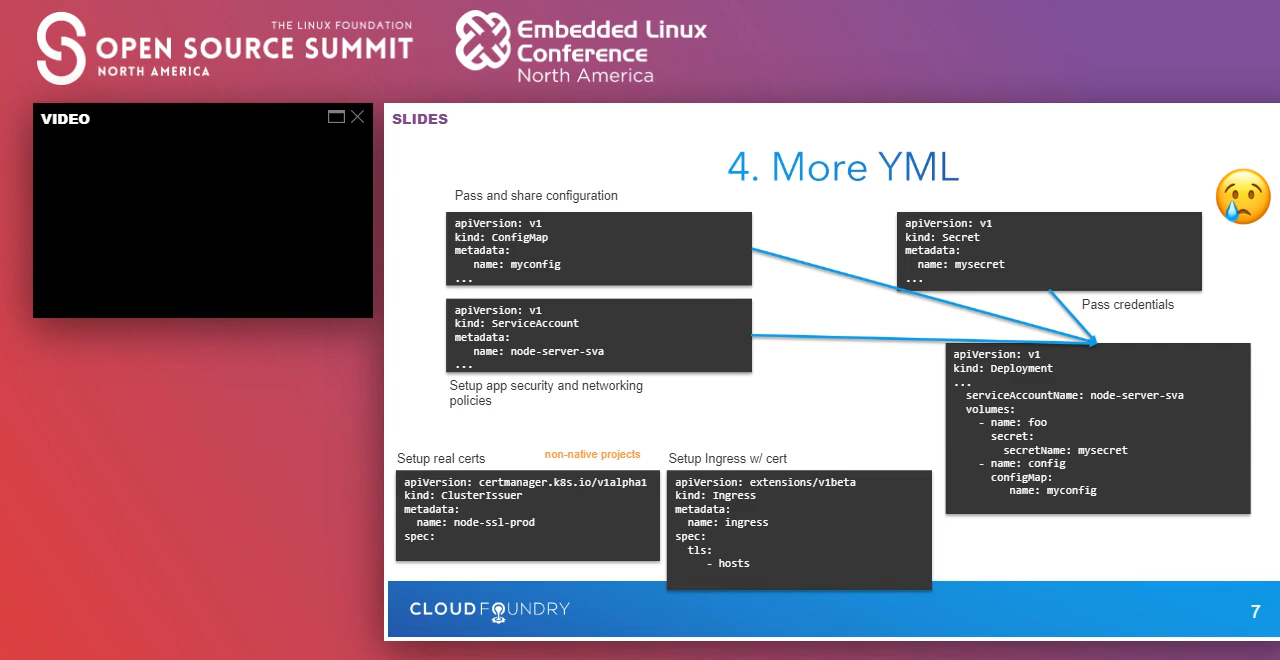 THE LINUX FOUNDATION
OPEN SOURCE SUMMIT
NORTH AMERICA
Embedded Linux
Conference
North America
VIDEO
SLIDES
4. More YML
Pass and share configuration
apiVersion: v1
kind: ConfigMap
metadata:
name: myconfig
...
apiVersion: v1
kind: ServiceAccount
metadata:
name: node-server-sva
...
Setup app security and networking
policies
apiVersion: v1
kind: Secret
metadata:
name: mysecret
...
Pass credentials
apiVersion: v1
kind: Deployment
...
serviceAccountName: node-server-sva
volumes:
- name: foo
secret:
secretName: mysecret
- name: config
configMap:
name: myconfig
Setup real certs
non-native projects
apiVersion: certmanager.k8s.io/v1alpha1
kind: ClusterIssuer
metadata:
name: node-ssl-prod
spec:
Setup Ingress w/ cert
apiVersion: extensions/v1beta
kind: Ingress
metadata:
name: ingress
spec:
tls:
- hosts
CLOUD FOUNDRY
7